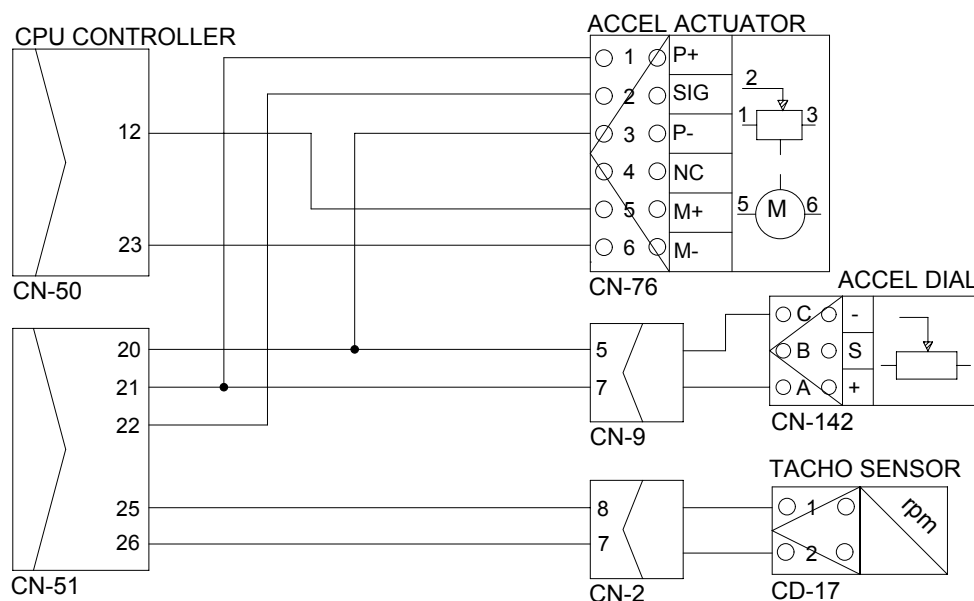 CPU CONTROLLER
12
23
CN-50
20
21
22
25
26
CN-51
ACCEL ACTUATOR
1 P+
2 SIG
3 P-
4 NC
5 M+
6 M-
2
1 3
5 M 6
CN-76
5
7
CN-9
ACCEL DIAL
C -
B S
A +
CN-142
8
7
CN-2
TACHO SENSOR
1
2
rpm
CD-17